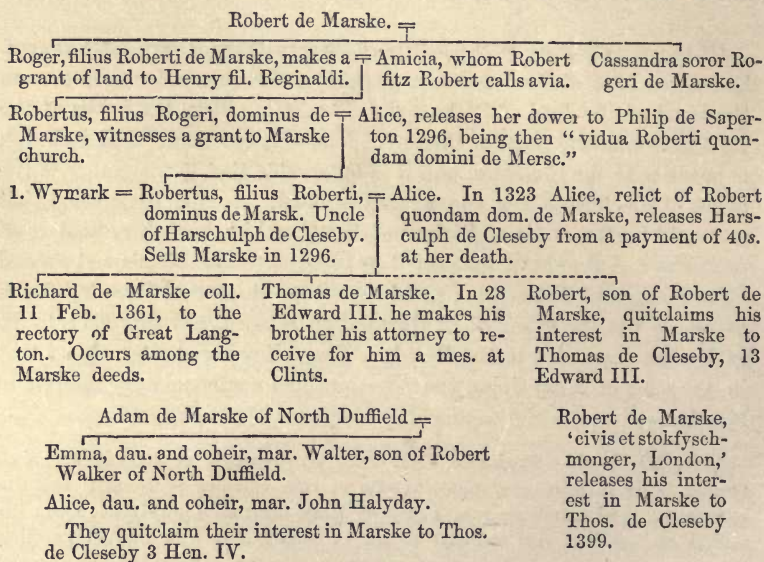 Robert de Marske. =
Roger, filius Roberti de Marske, makes a
grant of land to Henry fil. Reginaldi.
= Amicia, whom Robert
fitz Robert calls avia.
Cassandra soror Ro-
geri de Marske.
Robertus, filius Rogeri, dominus de
Marske, witnesses a grant to Marske
church.
= Alice, releases her dower to Philip de Saper-
ton 1296, being then “vidua Roberti quon-
dam domini de Mersc.”
1. Wymark = Robertus, filius Roberti,
dominus de Marsk. Uncle
of Harschulph de Cleseby.
Sells Marske in 1296.
= Alice. In 1323 Alice, relict of Robert
quondam dom. de Marske, releases Hars-
culph de Cleseby from a payment of 40s.
at her death.
Richard de Marske coll.
11 Feb. 1361, to the
rectory of Great Lang-
ton. Occurs among the
Marske deeds.
Thomas de Marske. In 28
Edward III. he makes his
brother his attorney to re-
ceive for him a mes. at
Clints.
Robert, son of Robert de
Marske, quitclaims his
interest in Marske to
Thomas de Cleseby, 13
Edward III.
Adam de Marske of North Duffield =
Emma, dau. and coheir, mar. Walter, son of Robert
Walker of North Duffield.
Alice, dau. and coheir, mar. John Halyday.
They quitclaim their interest in Marske to Thos.
de Cleseby 3 Hen. IV.
Robert de Marske,
‘civis et stokfysch-
monger, London,’
releases his inter-
est in Marske to
Thos. de Cleseby
1399.